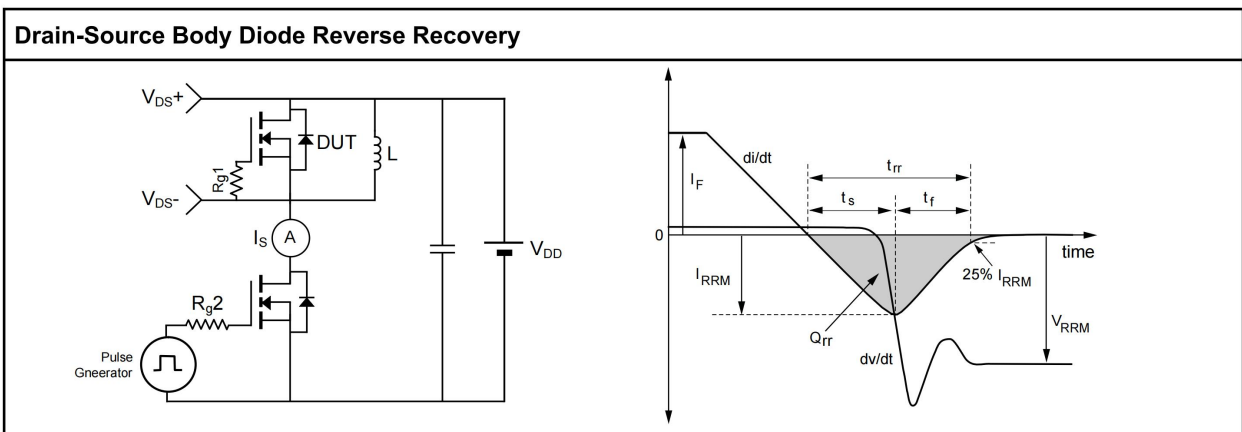 Drain-Source Body Diode Reverse Recovery
VDS+
DUT
L
Rg1
VDS-
IS
A
VDD
Rg2
Pulse
Gneerator
di/dt
trr
IF
ts
tf
0
time
IRRM
25% IRRM
VRRM
Qrr
dv/dt